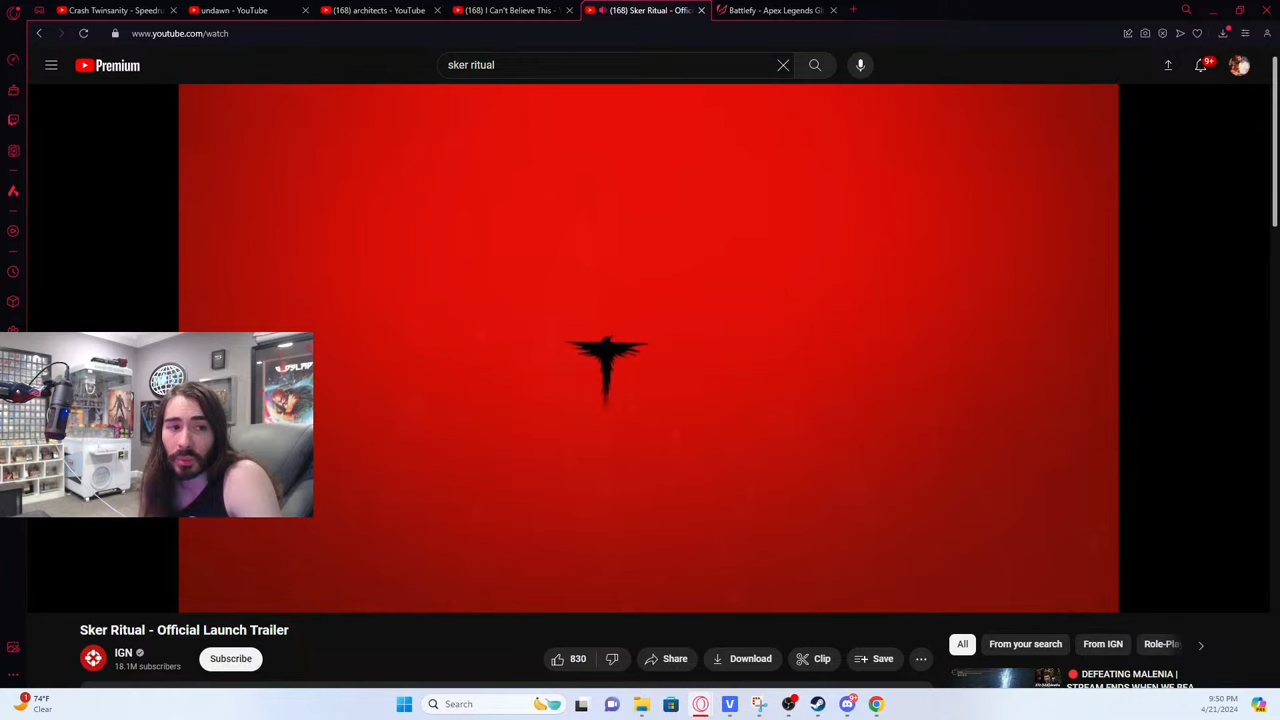 Crash Twinsanity - Speedru
undawn - YouTube
(168) architects - YouTube
(168) I Can't Believe This -
(168) Sker Ritual - Offic
Battlefy - Apex Legends Gl
www.youtube.com/watch
Premium
sker ritual
9+
Sker Ritual - Official Launch Trailer
IGN
18.1M subscribers
Subscribe
830
Share
Download
Clip
Save
All
From your search
From IGN
Role-Pla
DEFEATING MALENIA |
STREAM ENDS WHEN WE BEA
1
74°F
Clear
Search
9+
9:50 PM
4/21/2024